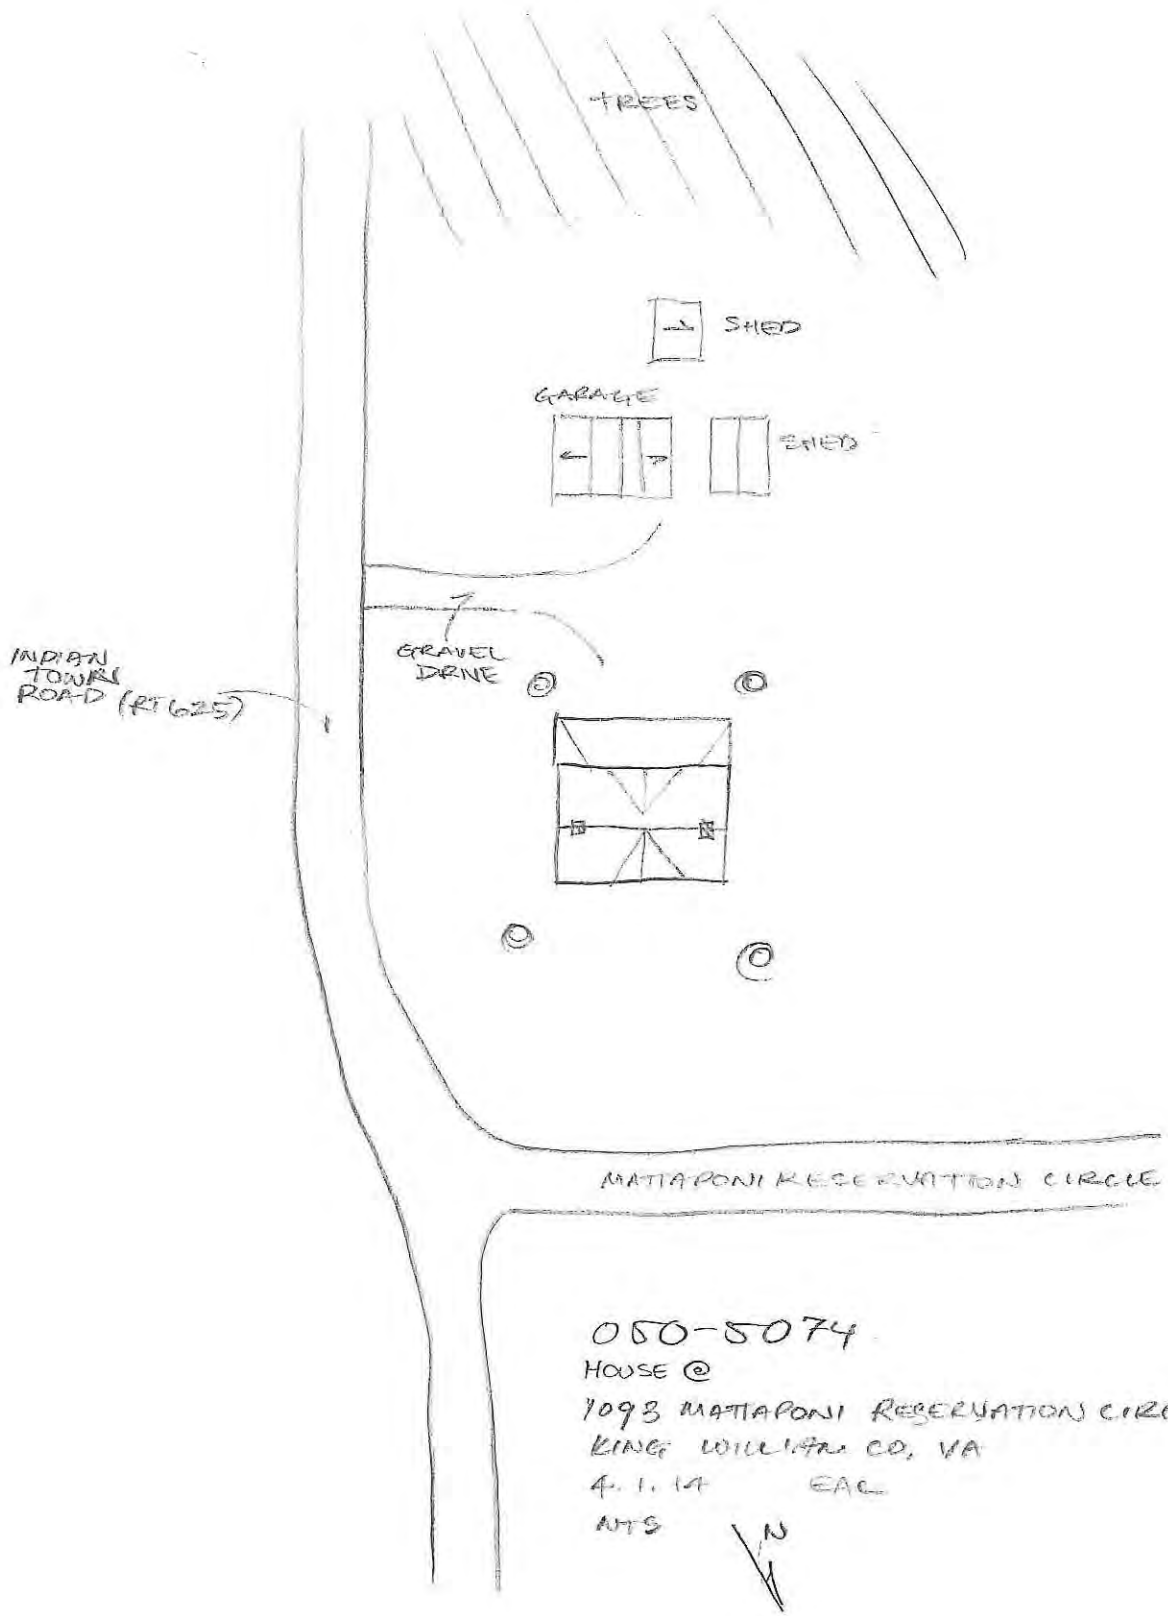 TREES
SHED
GARAGE
SHED
GRAVEL
DRIVE
INDIAN
TOWN
ROAD (RT 625)
MATTAPONI RESERVATION CIRCLE
050-5074
HOUSE @
1093 MATTAPONI RESERVATION CIRC
KING WILLIAM CO, VA
4.1.14 EAL
NTS
N